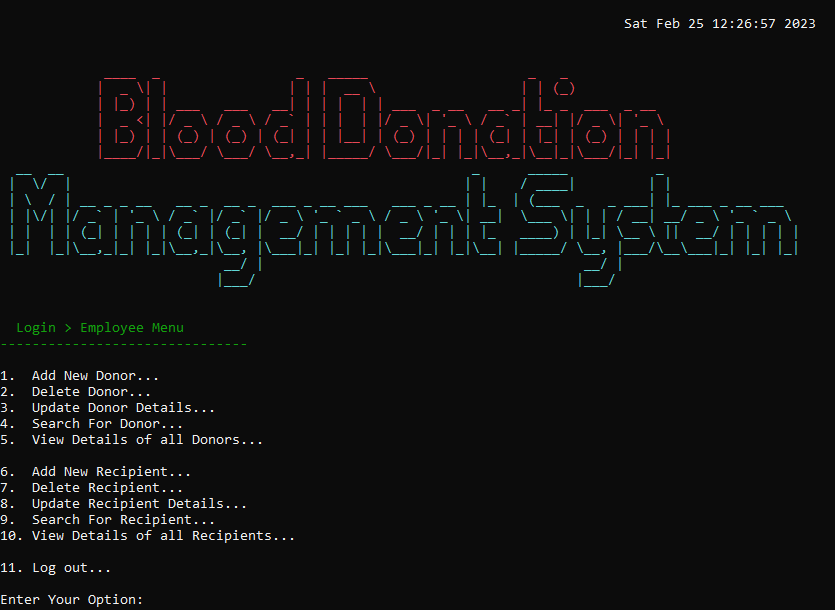 Sat Feb 25 12:26:57 2023
Blood Donation
Management System
Login > Employee Menu
-------------------------------
1.  Add New Donor...
2.  Delete Donor...
3.  Update Donor Details...
4.  Search For Donor...
5.  View Details of all Donors...
6.  Add New Recipient...
7.  Delete Recipient...
8.  Update Recipient Details...
9.  Search For Recipient...
10. View Details of all Recipients...
11. Log out...
Enter Your Option: